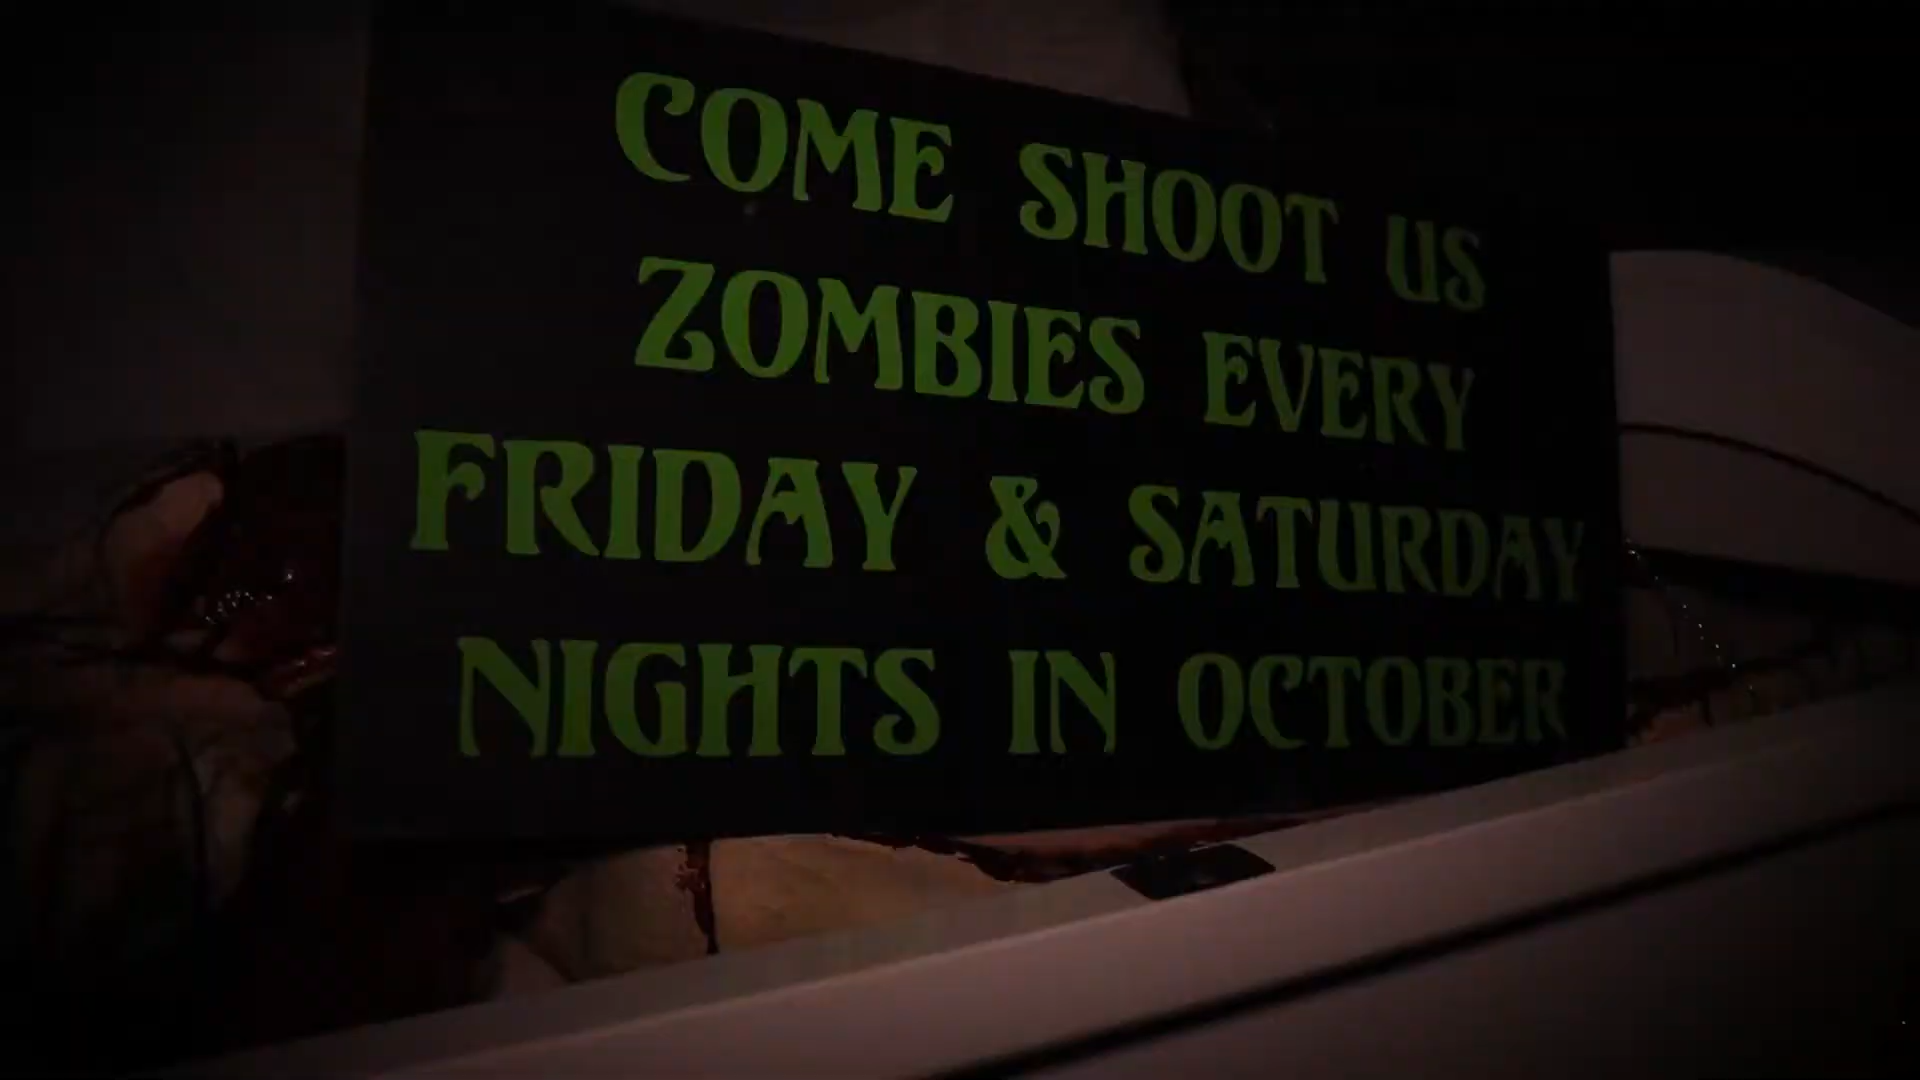 COME SHOOT US
ZOMBIES EVERY
FRIDAY & SATURDAY
NIGHTS IN OCTOBER